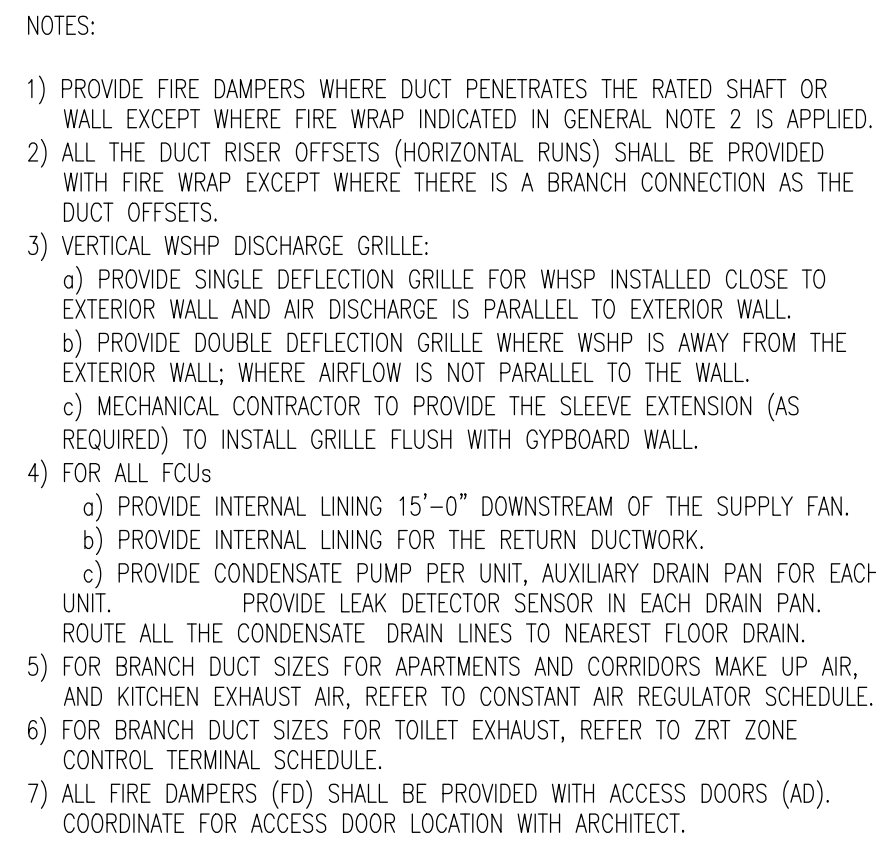 NOTES:
1) PROVIDE FIRE DAMPERS WHERE DUCT PENETRATES THE RATED SHAFT OR
WALL EXCEPT WHERE FIRE WRAP INDICATED IN GENERAL NOTE 2 IS APPLIED.
2) ALL THE DUCT RISER OFFSETS (HORIZONTAL RUNS) SHALL BE PROVIDED
WITH FIRE WRAP EXCEPT WHERE THERE IS A BRANCH CONNECTION AS THE
DUCT OFFSETS.
3) VERTICAL WSHP DISCHARGE GRILLE:
a) PROVIDE SINGLE DEFLECTION GRILLE FOR WHSP INSTALLED CLOSE TO
EXTERIOR WALL AND AIR DISCHARGE IS PARALLEL TO EXTERIOR WALL.
b) PROVIDE DOUBLE DEFLECTION GRILLE WHERE WSHP IS AWAY FROM THE
EXTERIOR WALL; WHERE AIRFLOW IS NOT PARALLEL TO THE WALL.
c) MECHANICAL CONTRACTOR TO PROVIDE THE SLEEVE EXTENSION (AS
REQUIRED) TO INSTALL GRILLE FLUSH WITH GYPBOARD WALL.
4) FOR ALL FCUs
a) PROVIDE INTERNAL LINING 15'-0" DOWNSTREAM OF THE SUPPLY FAN.
b) PROVIDE INTERNAL LINING FOR THE RETURN DUCTWORK.
c) PROVIDE CONDENSATE PUMP PER UNIT, AUXILIARY DRAIN PAN FOR EACH
UNIT. PROVIDE LEAK DETECTOR SENSOR IN EACH DRAIN PAN.
ROUTE ALL THE CONDENSATE DRAIN LINES TO NEAREST FLOOR DRAIN.
5) FOR BRANCH DUCT SIZES FOR APARTMENTS AND CORRIDORS MAKE UP AIR,
AND KITCHEN EXHAUST AIR, REFER TO CONSTANT AIR REGULATOR SCHEDULE.
6) FOR BRANCH DUCT SIZES FOR TOILET EXHAUST, REFER TO ZRT ZONE
CONTROL TERMINAL SCHEDULE.
7) ALL FIRE DAMPERS (FD) SHALL BE PROVIDED WITH ACCESS DOORS (AD).
COORDINATE FOR ACCESS DOOR LOCATION WITH ARCHITECT.